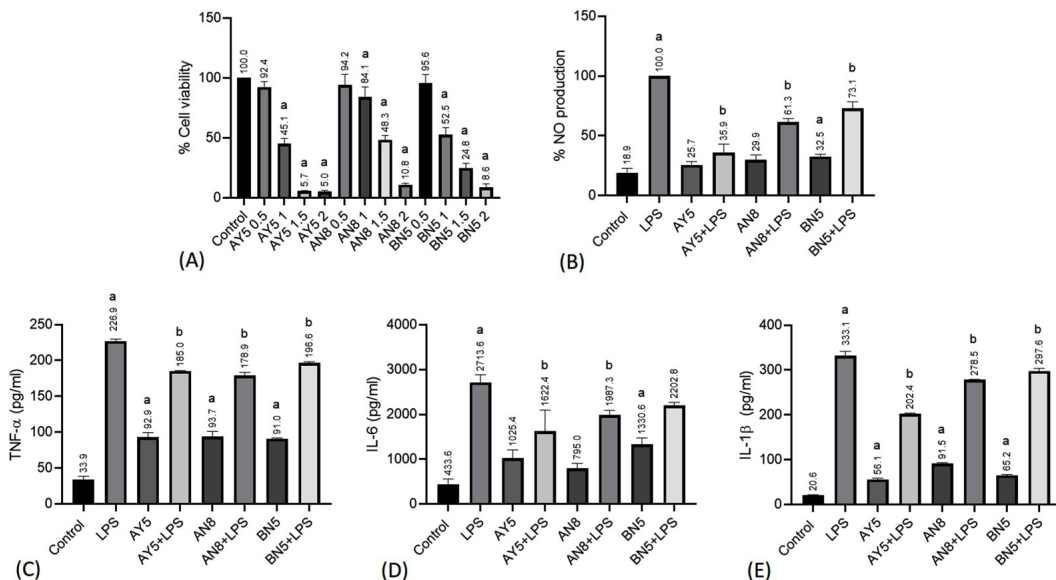 150
100
50
0
% Cell viability
100.0
92.4
a
45.1
a
5.7
a
5.0
94.2
a
84.1
a
48.3
a
10.8
95.6
a
52.5
a
24.8
a
8.6
Control
AY5 0.5
AY5 1
AY5 1.5
AY5 2
AN8 0.5
AN8 1
AN8 1.5
AN8 2
BN5 0.5
BN5 1
BN5 1.5
BN5 2
(A)
150
100
50
0
% NO production
18.9
a
100.0
25.7
b
35.9
29.9
b
61.3
a
32.5
b
73.1
Control
LPS
AY5
AY5+LPS
AN8
AN8+LPS
BN5
BN5+LPS
(B)
250
200
150
100
50
0
TNF-α (pg/ml)
33.9
a
226.9
a
92.9
b
185.0
a
93.7
b
178.9
a
91.0
b
196.6
Control
LPS
AY5
AY5+LPS
AN8
AN8+LPS
BN5
BN5+LPS
(C)
4000
3000
2000
1000
0
IL-6 (pg/ml)
433.6
a
2713.6
1025.4
b
1622.4
795.0
b
1987.3
a
1330.6
2202.8
Control
LPS
AY5
AY5+LPS
AN8
AN8+LPS
BN5
BN5+LPS
(D)
400
300
200
100
0
IL-1β (pg/ml)
20.6
a
333.1
a
56.1
b
202.4
a
91.5
b
278.5
a
65.2
b
297.6
Control
LPS
AY5
AY5+LPS
AN8
AN8+LPS
BN5
BN5+LPS
(E)